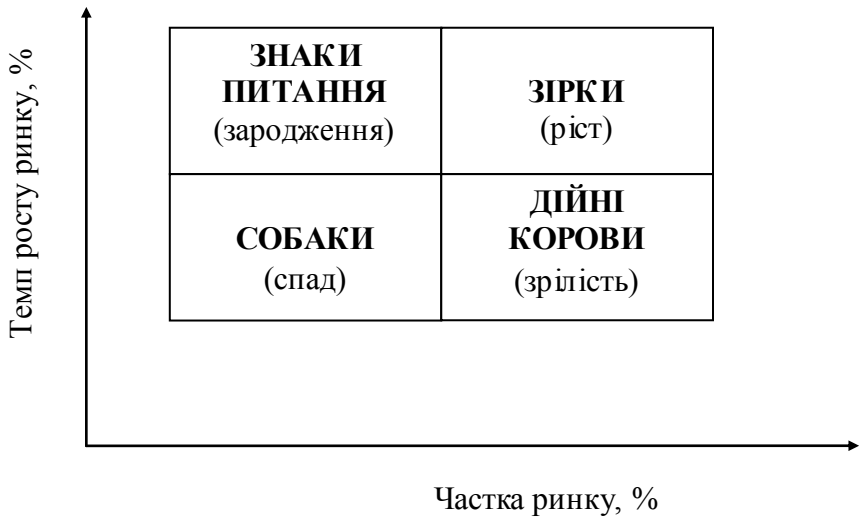 Темп росту ринку, %
ЗНАКИ
ПИТАННЯ
(зародження)
ЗІРКИ
(ріст)
СОБАКИ
(спад)
ДІЙНІ
КОРОВИ
(зрілість)
Частка ринку, %